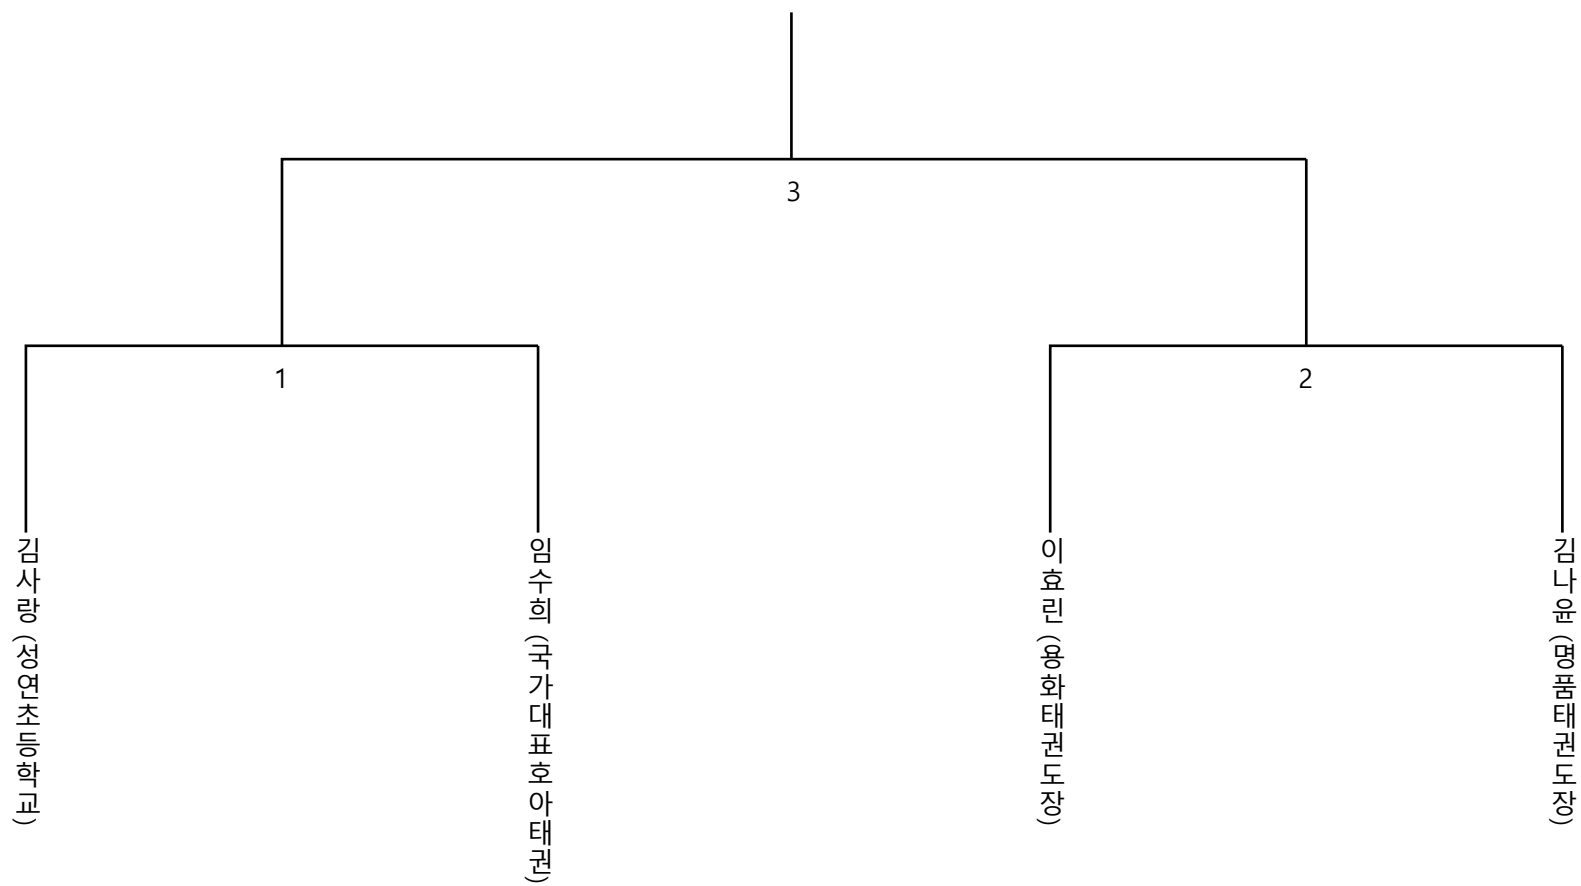 3
1
2
김사랑 (성연초등학교)
임수희 (국가대표호아태권)
이효린 (용화태권도장)
김나윤 (명품태권도장)